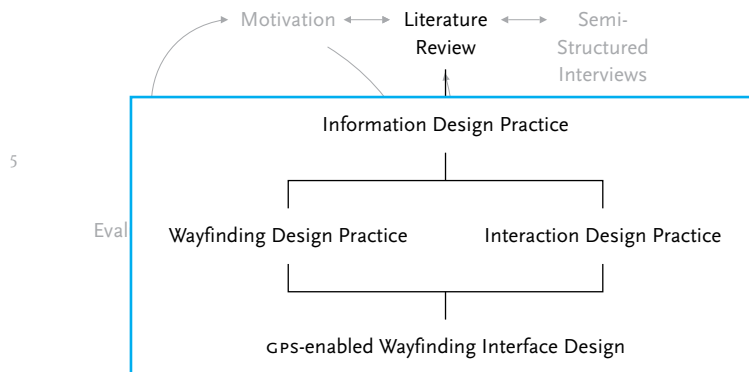 Motivation
Literature
Review
Semi-
Structured
Interviews
Information Design Practice
5
Eval
Wayfinding Design Practice
Interaction Design Practice
GPS-enabled Wayfinding Interface Design